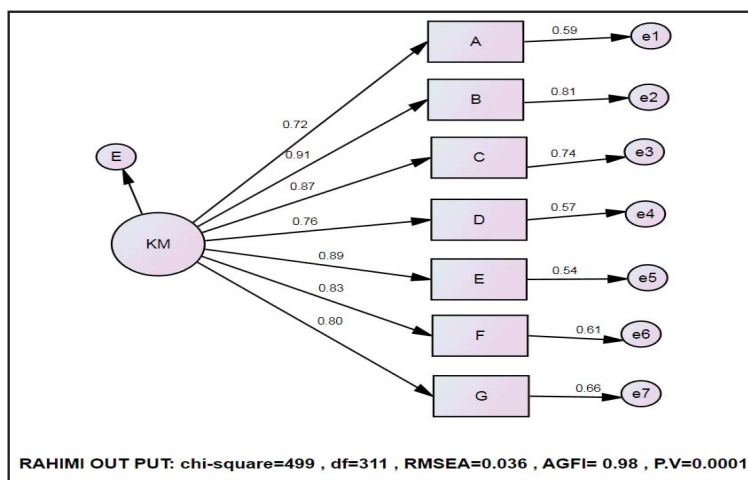 A
0.59
e1
B
0.81
e2
0.72
E
0.91
C
0.74
e3
0.87
D
0.57
e4
0.76
KM
0.89
E
0.54
e5
0.83
F
0.61
e6
0.80
G
0.66
e7
RAHIMI OUT PUT: chi-square=499 , df=311 , RMSEA=0.036 , AGFI= 0.98 , P.V=0.0001